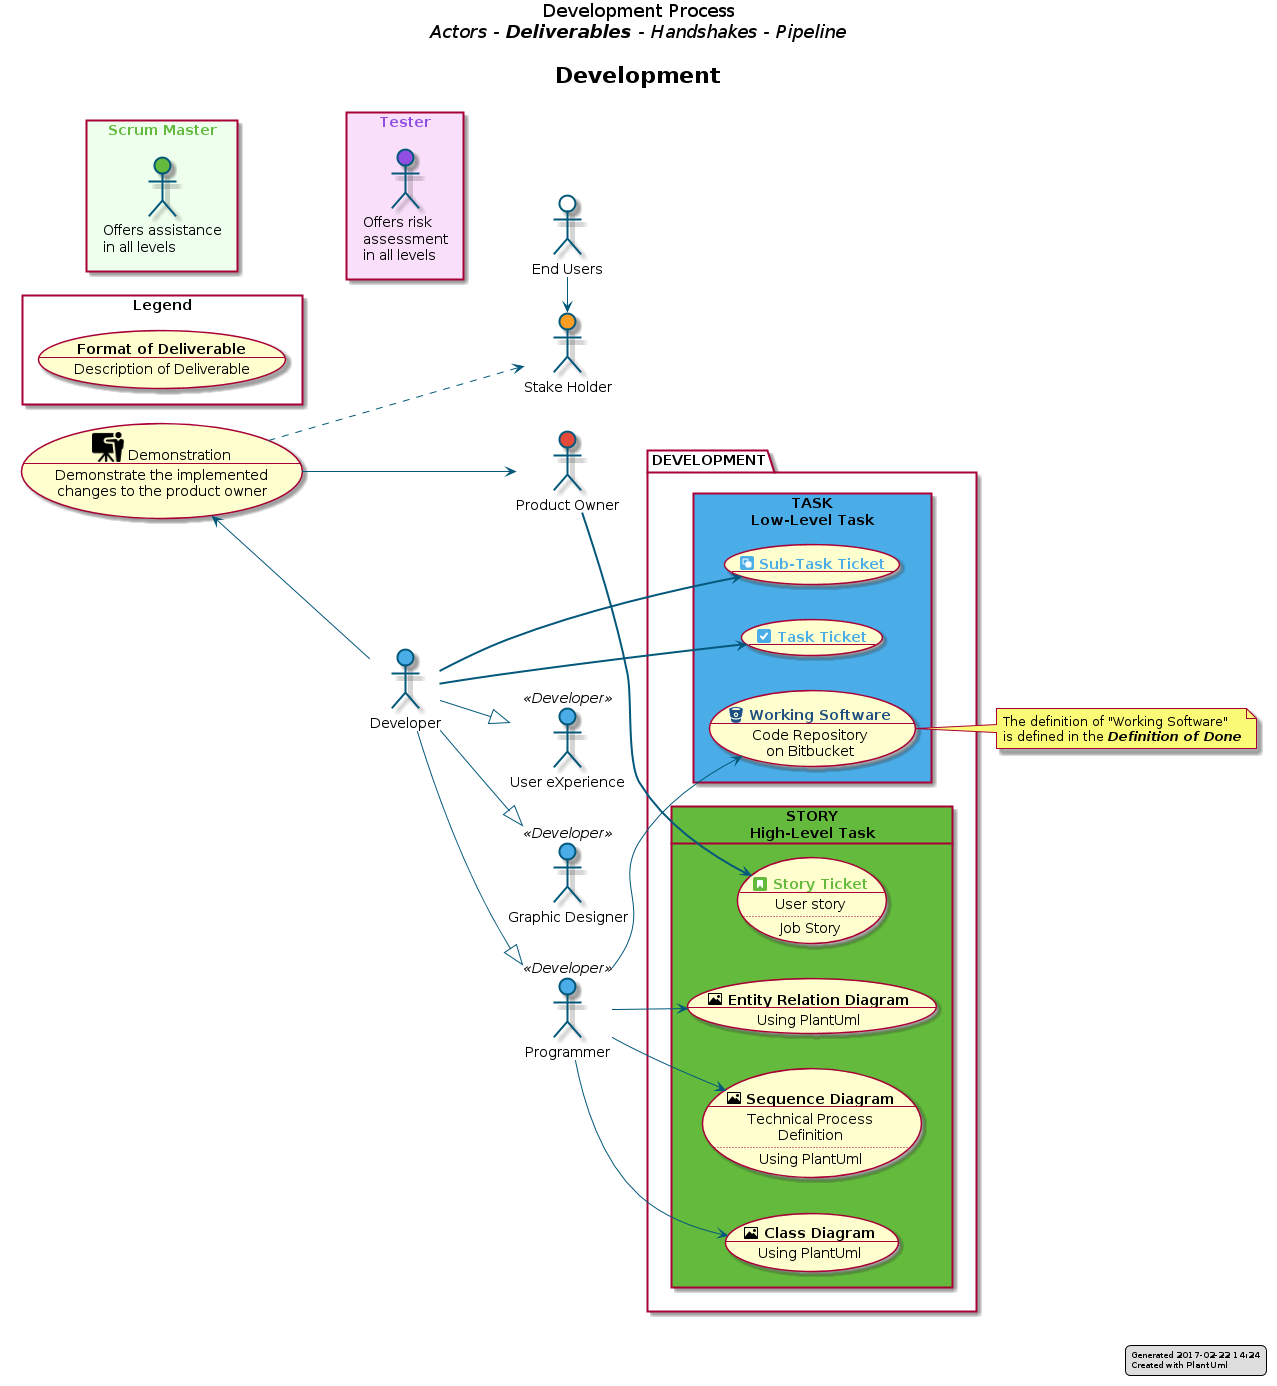 Development Process
Actors - Deliverables - Handshakes - Pipeline
Development
Scrum Master
Offers assistance
in all levels
Tester
Offers risk
assessment
in all levels
End Users
Legend
Format of Deliverable
Description of Deliverable
Stake Holder
Demonstration
Demonstrate the implemented
changes to the product owner
Product Owner
DEVELOPMENT
TASK
Low-Level Task
Sub-Task Ticket
Task Ticket
Working Software
Code Repository
on Bitbucket
The definition of "Working Software"
is defined in the Definition of Done
Developer
«Developer»
User eXperience
«Developer»
Graphic Designer
«Developer»
Programmer
STORY
High-Level Task
Story Ticket
User story
Job Story
Entity Relation Diagram
Using PlantUml
Sequence Diagram
Technical Process
Definition
Using PlantUml
Class Diagram
Using PlantUml
Generated 2017-02-22 14:24
Created with PlantUml